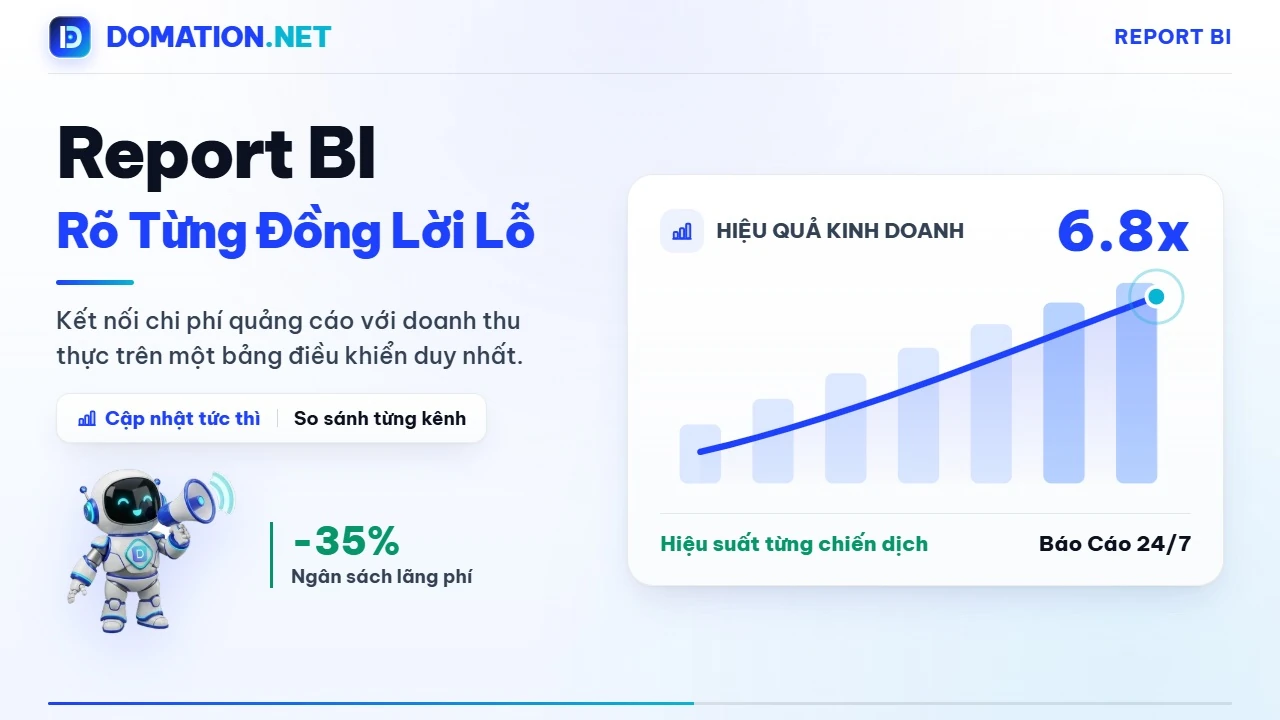 DOMATION.NET
REPORT BI
Report BI
Rõ Từng Đồng Lời Lỗ
Kết nối chi phí quảng cáo với doanh thu
thực trên một bảng điều khiển duy nhất.
Cập nhật tức thì
So sánh từng kênh
-35%
Ngân sách lãng phí
HIỆU QUẢ KINH DOANH
6.8x
Hiệu suất từng chiến dịch
Báo Cáo 24/7